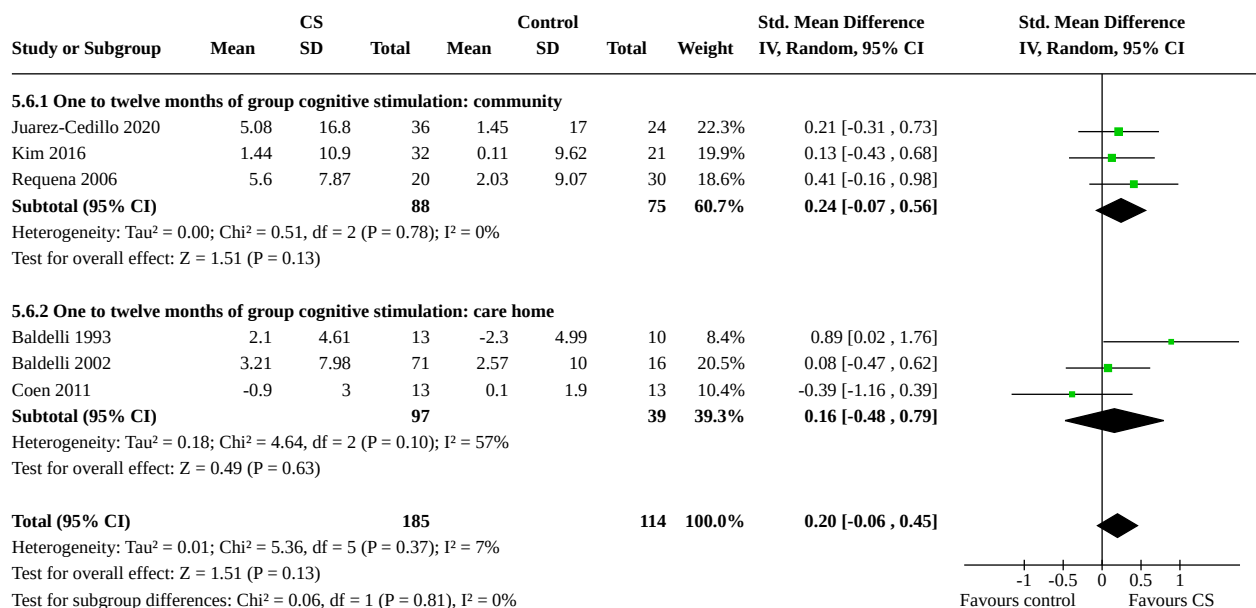 CS Control Std. Mean Difference Std. Mean Difference
Study or Subgroup Mean SD Total Mean SD Total Weight IV, Random, 95% CI IV, Random, 95% CI
5.6.1 One to twelve months of group cognitive stimulation: community
Juarez-Cedillo 2020 5.08 16.8 36 1.45 17 24 22.3% 0.21 [-0.31 , 0.73]
Kim 2016 1.44 10.9 32 0.11 9.62 21 19.9% 0.13 [-0.43 , 0.68]
Requena 2006 5.6 7.87 20 2.03 9.07 30 18.6% 0.41 [-0.16 , 0.98]
Subtotal (95% CI) 88 75 60.7% 0.24 [-0.07 , 0.56]
Heterogeneity: Tau² = 0.00; Chi² = 0.51, df = 2 (P = 0.78); I² = 0%
Test for overall effect: Z = 1.51 (P = 0.13)
5.6.2 One to twelve months of group cognitive stimulation: care home
Baldelli 1993 2.1 4.61 13 -2.3 4.99 10 8.4% 0.89 [0.02 , 1.76]
Baldelli 2002 3.21 7.98 71 2.57 10 16 20.5% 0.08 [-0.47 , 0.62]
Coen 2011 -0.9 3 13 0.1 1.9 13 10.4% -0.39 [-1.16 , 0.39]
Subtotal (95% CI) 97 39 39.3% 0.16 [-0.48 , 0.79]
Heterogeneity: Tau² = 0.18; Chi² = 4.64, df = 2 (P = 0.10); I² = 57%
Test for overall effect: Z = 0.49 (P = 0.63)
Total (95% CI) 185 114 100.0% 0.20 [-0.06 , 0.45]
Heterogeneity: Tau² = 0.01; Chi² = 5.36, df = 5 (P = 0.37); I² = 7%
Test for overall effect: Z = 1.51 (P = 0.13)
-1 -0.5 0 0.5 1
Test for subgroup differences: Chi² = 0.06, df = 1 (P = 0.81), I² = 0% Favours control Favours CS